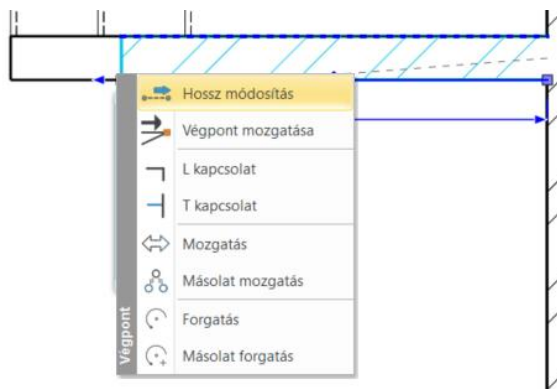 Hossz módosítás
Végpont mozgatása
L kapcsolat
T kapcsolat
Mozgatás
Másolat mozgatás
Forgatás
Másolat forgatás
Végpont